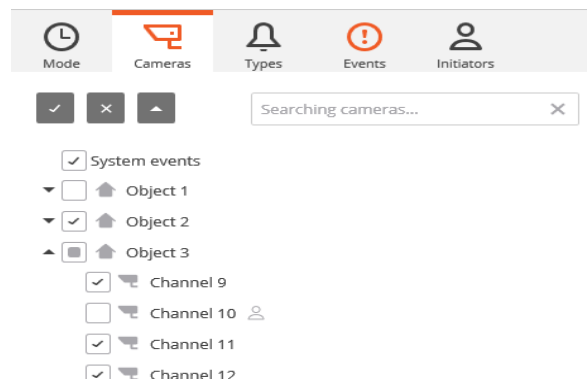 Mode Cameras Types Events Initiators
Searching cameras...
System events
Object 1
Object 2
Object 3
Channel 9
Channel 10
Channel 11
Channel 12